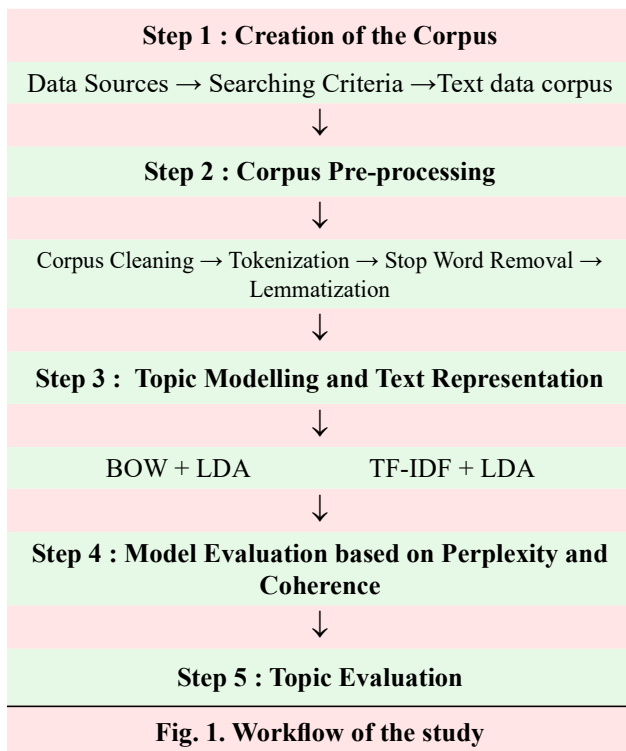 Step 1 : Creation of the Corpus
Data Sources → Searching Criteria →Text data corpus
↓
Step 2 : Corpus Pre-processing
↓
Corpus Cleaning → Tokenization → Stop Word Removal →
Lemmatization
↓
Step 3 :  Topic Modelling and Text Representation
↓
BOW + LDA TF-IDF + LDA
↓
Step 4 : Model Evaluation based on Perplexity and
Coherence
↓
Step 5 : Topic Evaluation
Fig. 1. Workflow of the study